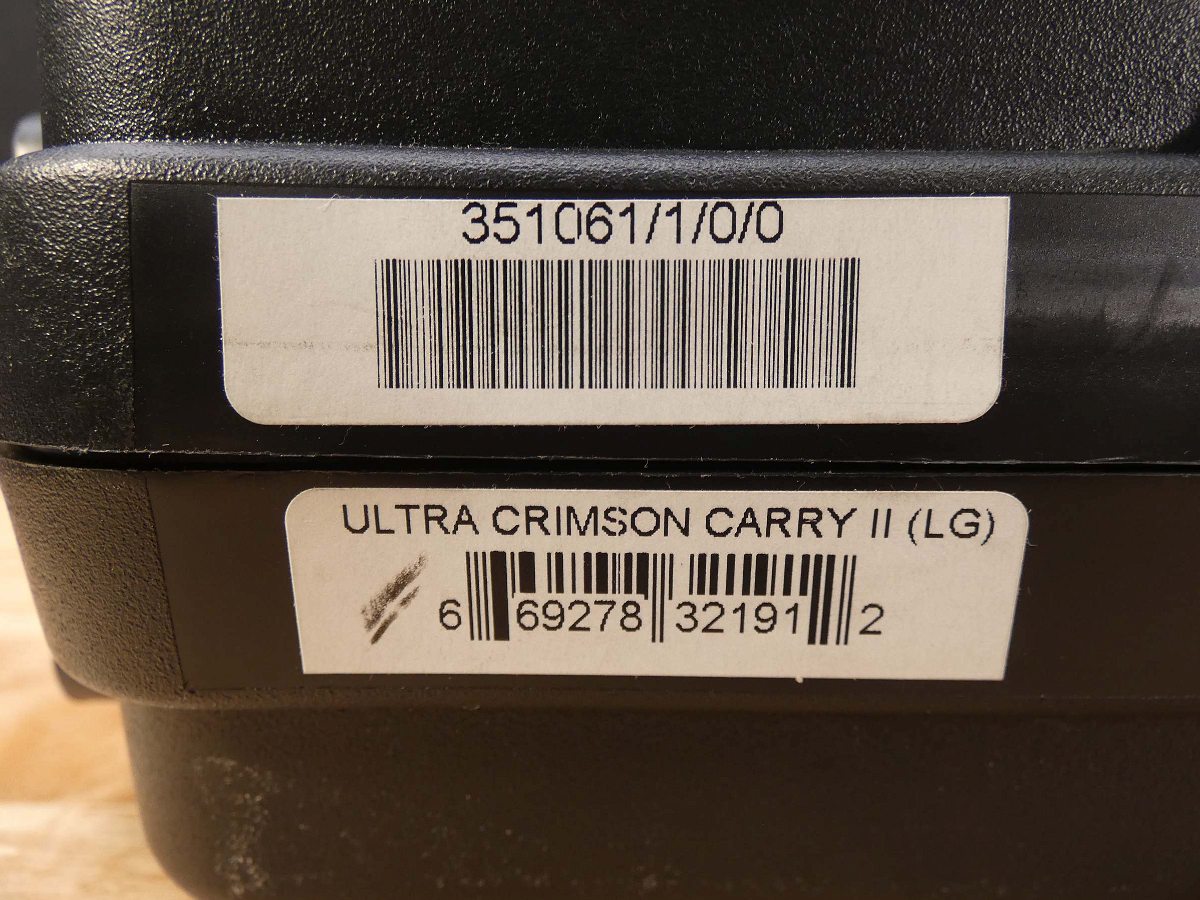 351061/1/0/0
ULTRA CRIMSON CARRY II (LG)
6 69278 32191 2